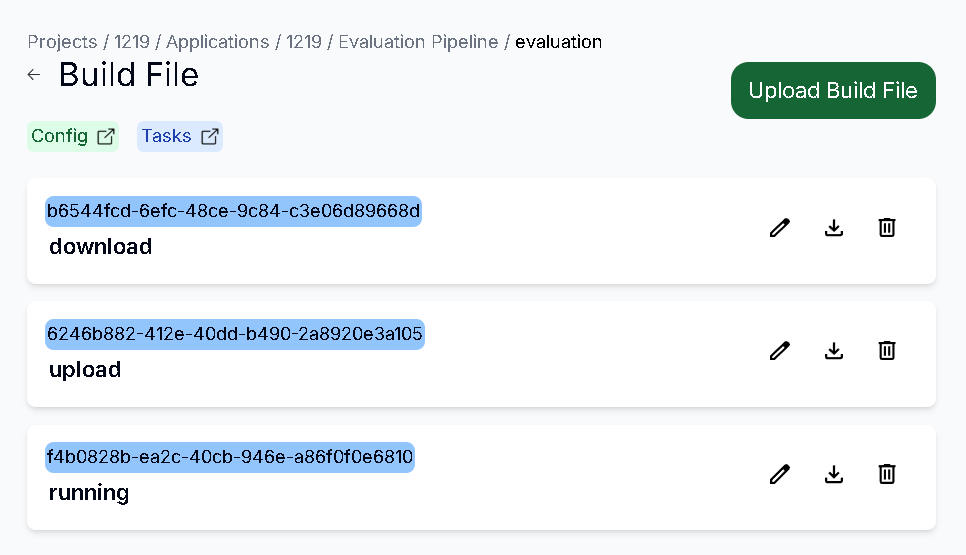 Projects / 1219 / Applications / 1219 / Evaluation Pipeline / evaluation
Build File
Upload Build File
Config
Tasks
b6544fcd-6efc-48ce-9c84-c3e06d89668d
download
6246b882-412e-40dd-b490-2a8920e3a105
upload
f4b0828b-ea2c-40cb-946e-a86f0f0e6810
running